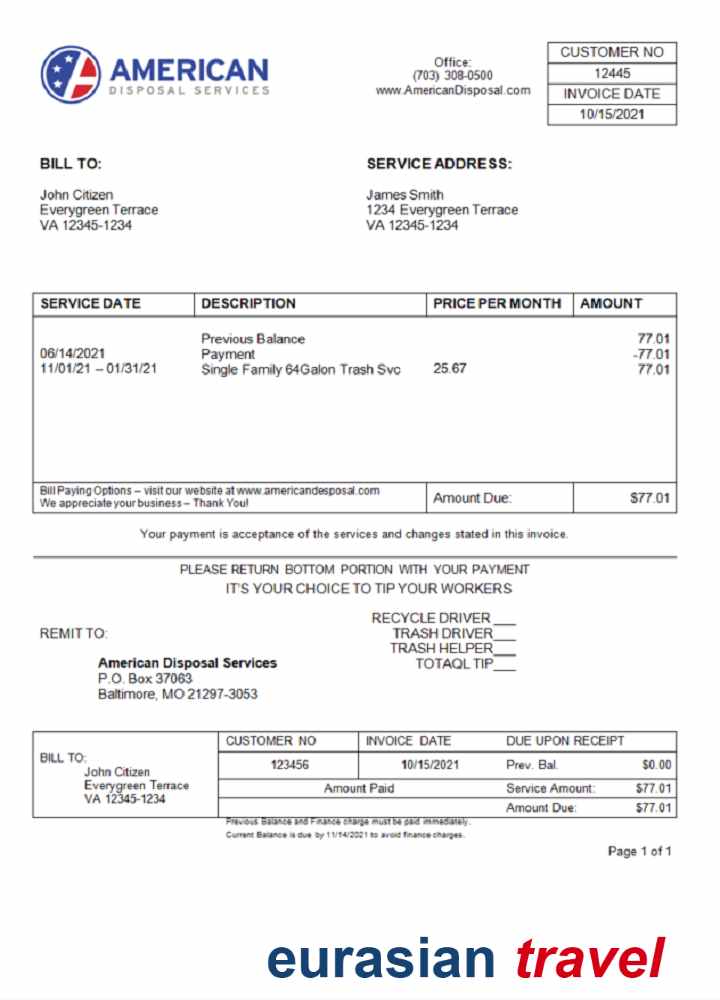 AMERICAN
DISPOSAL SERVICES
Office:
(703) 308-0500
www.AmericanDisposal.com
CUSTOMER NO
12445
INVOICE DATE
10/15/2021
BILL TO:
John Citizen
Everygreen Terrace
VA 12345-1234
SERVICE ADDRESS:
James Smith
1234 Everygreen Terrace
VA 12345-1234
SERVICE DATE DESCRIPTION PRICE PER MONTH AMOUNT
Previous Balance 77.01
06/14/2021 Payment -77.01
11/01/21 – 01/31/21 Single Family 64Galon Trash Svc 25.67 77.01
Bill Paying Options – visit our website at www.americandesposal.com
We appreciate your business – Thank You!
Amount Due: $77.01
Your payment is acceptance of the services and changes stated in this invoice.
PLEASE RETURN BOTTOM PORTION WITH YOUR PAYMENT
IT'S YOUR CHOICE TO TIP YOUR WORKERS
RECYCLE DRIVER ___
TRASH DRIVER___
TRASH HELPER___
TOTAQL TIP___
REMIT TO:
American Disposal Services
P.O. Box 37063
Baltimore, MO 21297-3053
BILL TO:
John Citizen
Everygreen Terrace
VA 12345-1234
CUSTOMER NO INVOICE DATE DUE UPON RECEIPT
123456 10/15/2021 Prev. Bal. $0.00
Amount Paid Service Amount: $77.01
Amount Due: $77.01
Previous Balance and Finance charge must be paid immediately.
Current Balance is due by 11/14/2021 to avoid finance charges.
Page 1 of 1
eurasian travel